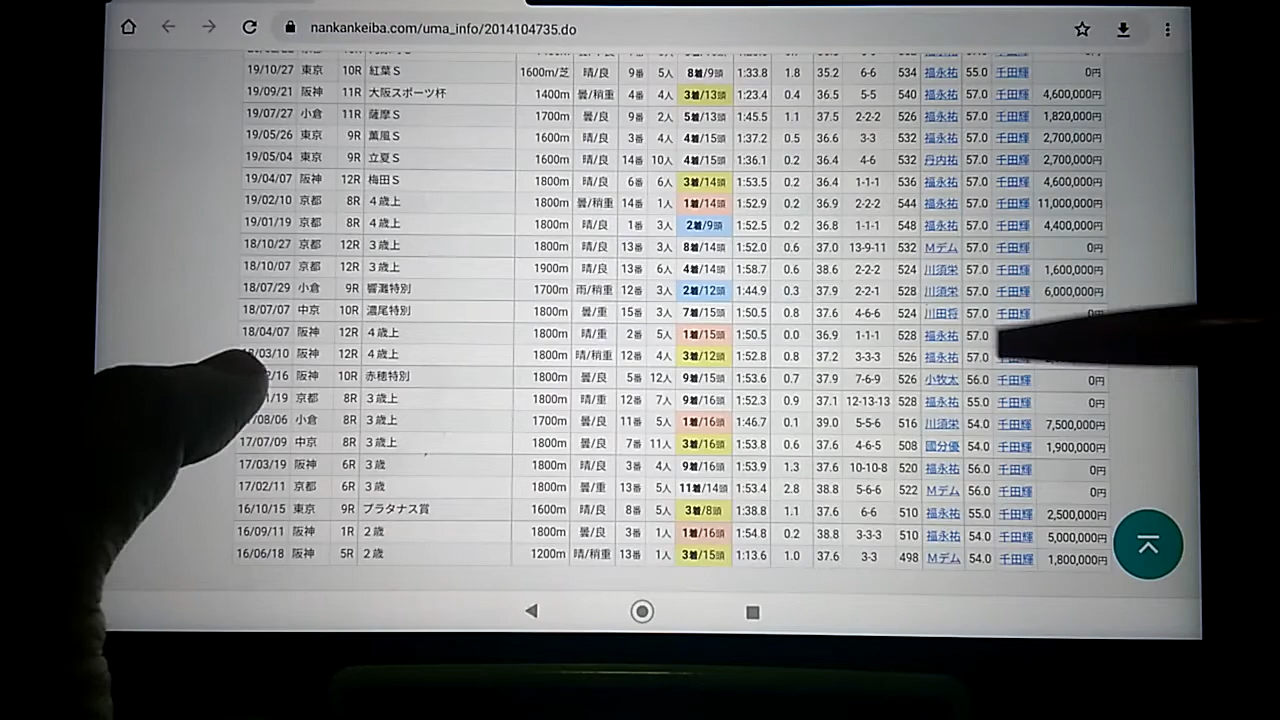 nankankeiba.com/uma_info/2014104735.do
19/10/27 東京 10R 紅葉S 1600m/芝 晴/良 9番 5人 8着/9頭 1:33.8 1.8 35.2 6-6 534 福永祐 55.0 千田輝 0円
19/09/21 阪神 11R 大阪スポーツ杯 1400m 曇/稍重 4番 4人 3着/13頭 1:23.4 0.4 36.5 5-5 540 福永祐 57.0 千田輝 4,600,000円
19/07/27 小倉 11R 薩摩S 1700m 曇/良 9番 2人 5着/13頭 1:45.5 1.1 37.5 2-2-2 526 福永祐 57.0 千田輝 1,820,000円
19/05/26 東京 9R 薫風S 1600m 晴/良 3番 4人 4着/15頭 1:37.2 0.5 36.6 3-3 532 福永祐 57.0 千田輝 2,700,000円
19/05/04 東京 9R 立夏S 1600m 晴/良 14番 10人 4着/15頭 1:36.1 0.2 36.4 4-6 532 丹内祐 57.0 千田輝 2,700,000円
19/04/07 阪神 12R 梅田S 1800m 晴/良 6番 6人 3着/14頭 1:53.5 0.2 36.4 1-1-1 536 福永祐 57.0 千田輝 4,600,000円
19/02/10 京都 8R 4歳上 1800m 曇/稍重 14番 1人 1着/14頭 1:52.9 0.2 36.9 2-2-2 544 福永祐 57.0 千田輝 11,000,000円
19/01/19 京都 8R 4歳上 1800m 晴/良 1番 3人 2着/9頭 1:52.5 0.2 36.8 1-1-1 548 福永祐 57.0 千田輝 4,400,000円
18/10/27 京都 12R 3歳上 1800m 晴/良 13番 3人 8着/14頭 1:52.0 0.6 37.0 13-9-11 532 Mデム 57.0 千田輝 0円
18/10/07 京都 12R 3歳上 1900m 晴/良 13番 6人 4着/14頭 1:58.7 0.6 38.6 2-2-2 524 川須栄 57.0 千田輝 1,600,000円
18/07/29 小倉 9R 響灘特別 1700m 雨/稍重 12番 3人 2着/12頭 1:44.9 0.3 37.9 2-2-1 528 川須栄 57.0 千田輝 6,000,000円
18/07/07 中京 10R 濃尾特別 1800m 曇/重 15番 3人 7着/15頭 1:50.5 0.8 37.6 4-6-6 524 川田将 57.0 千田輝 0円
18/04/07 阪神 12R 4歳上 1800m 晴/重 2番 5人 1着/15頭 1:50.5 0.0 36.9 1-1-1 528 福永祐 57.0
/03/10 阪神 12R 4歳上 1800m 晴/稍重 12番 4人 3着/12頭 1:52.8 0.8 37.2 3-3-3 526 福永祐 57.0 千田輝
2/16 阪神 10R 赤穂特別 1800m 曇/良 5番 12人 9着/15頭 1:53.6 0.7 37.9 7-6-9 526 小牧太 56.0 千田輝 0円
1/19 京都 8R 3歳上 1800m 晴/重 12番 7人 9着/16頭 1:52.3 0.9 37.1 12-13-13 528 福永祐 55.0 千田輝 0円
/08/06 小倉 8R 3歳上 1700m 曇/良 11番 5人 1着/16頭 1:46.7 0.1 39.0 5-5-6 516 川須栄 54.0 千田輝 7,500,000円
17/07/09 中京 8R 3歳上 1800m 曇/良 7番 11人 3着/16頭 1:53.8 0.6 37.6 4-6-5 508 國分優 54.0 千田輝 1,900,000円
17/03/19 阪神 6R 3歳 1800m 晴/良 3番 4人 9着/16頭 1:53.9 1.3 37.6 10-10-8 520 福永祐 56.0 千田輝 0円
17/02/11 京都 6R 3歳 1800m 曇/重 13番 5人 11着/14頭 1:53.4 2.8 38.8 5-6-6 522 Mデム 56.0 千田輝 0円
16/10/15 東京 9R プラタナス賞 1600m 晴/良 8番 5人 3着/8頭 1:38.8 1.1 37.6 6-6 510 福永祐 55.0 千田輝 2,500,000円
16/09/11 阪神 1R 2歳 1800m 曇/良 3番 1人 1着/16頭 1:54.8 0.2 38.8 3-3-3 510 福永祐 54.0 千田輝 5,000,000円
16/06/18 阪神 5R 2歳 1200m 晴/稍重 13番 1人 3着/15頭 1:13.6 1.0 37.6 3-3 498 Mデム 54.0 千田輝 1,800,000円